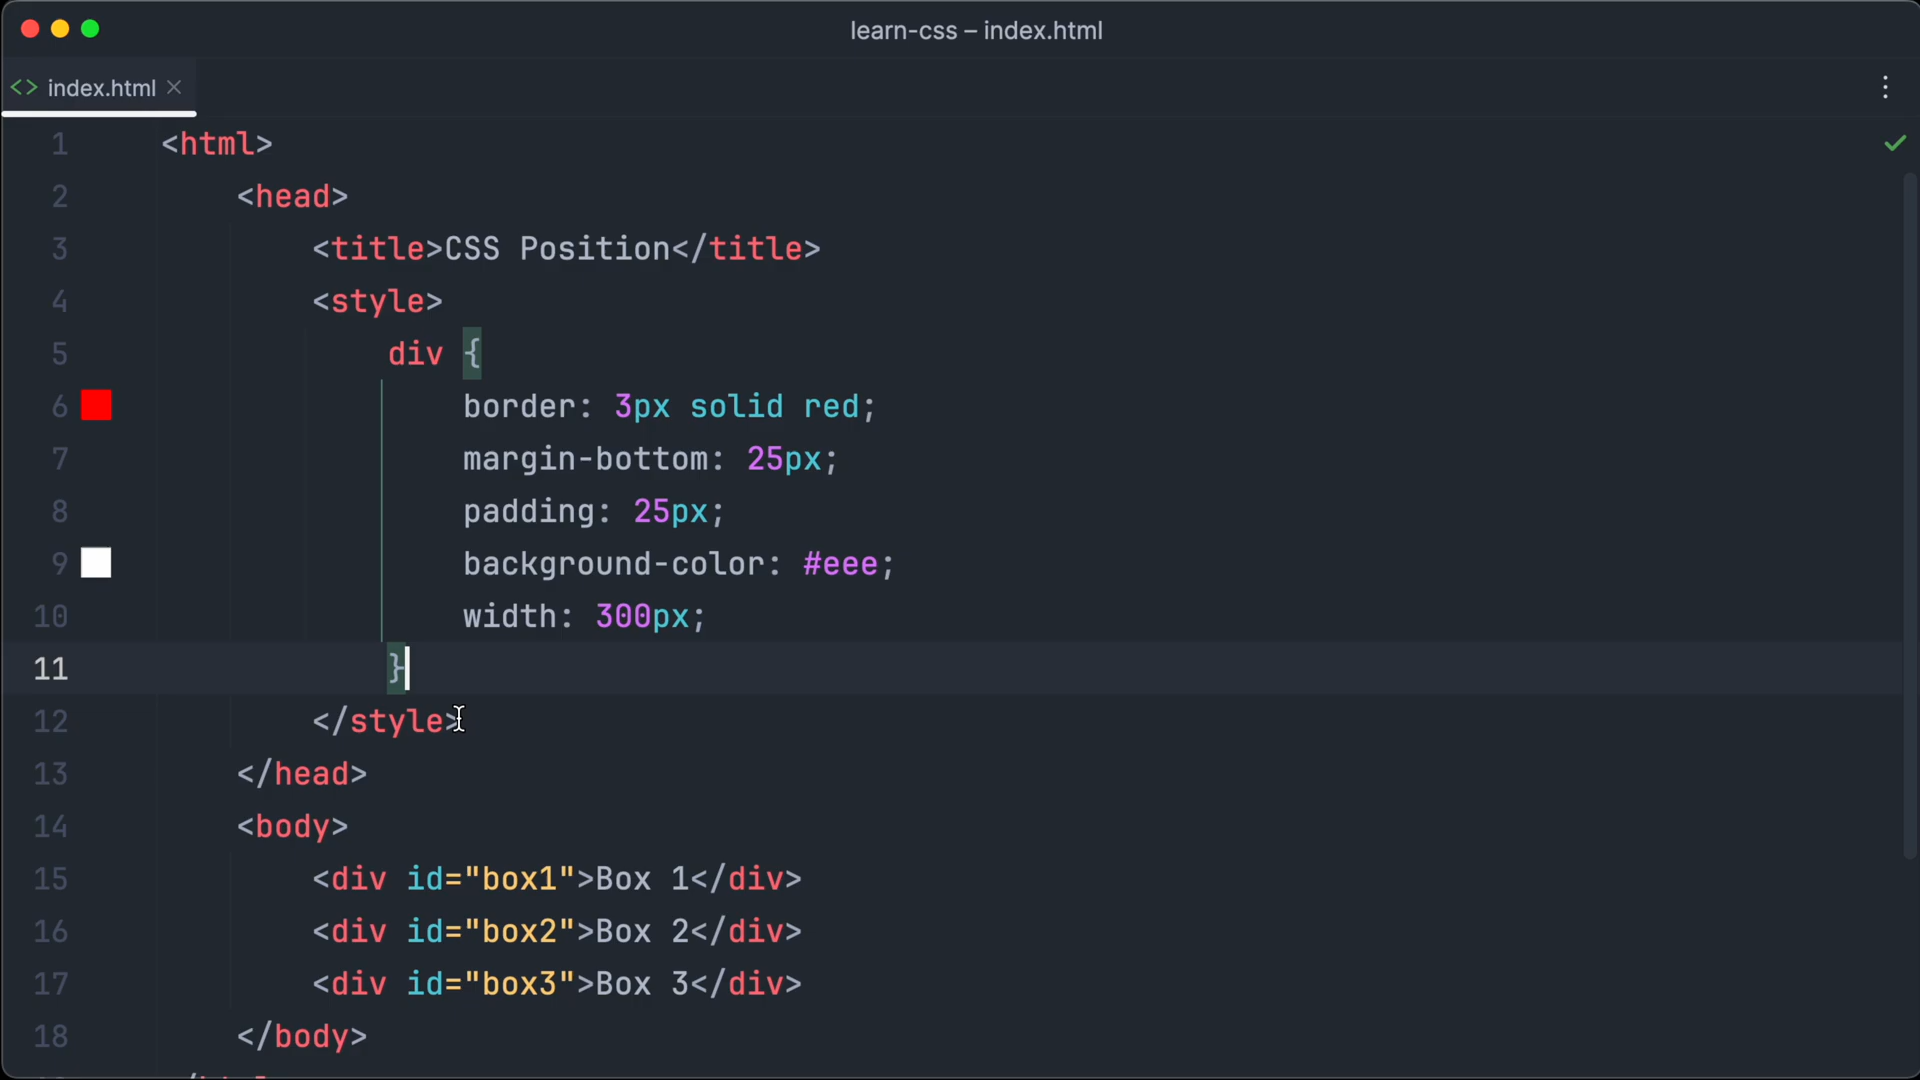 learn-css – index.html
<> index.html ×
1 <html>
2 <head>
3 <title>CSS Position</title>
4 <style>
5 div {
6 border: 3px solid red;
7 margin-bottom: 25px;
8 padding: 25px;
9 background-color: #eee;
10 width: 300px;
11 }
12 </style>
13 </head>
14 <body>
15 <div id="box1">Box 1</div>
16 <div id="box2">Box 2</div>
17 <div id="box3">Box 3</div>
18 </body>